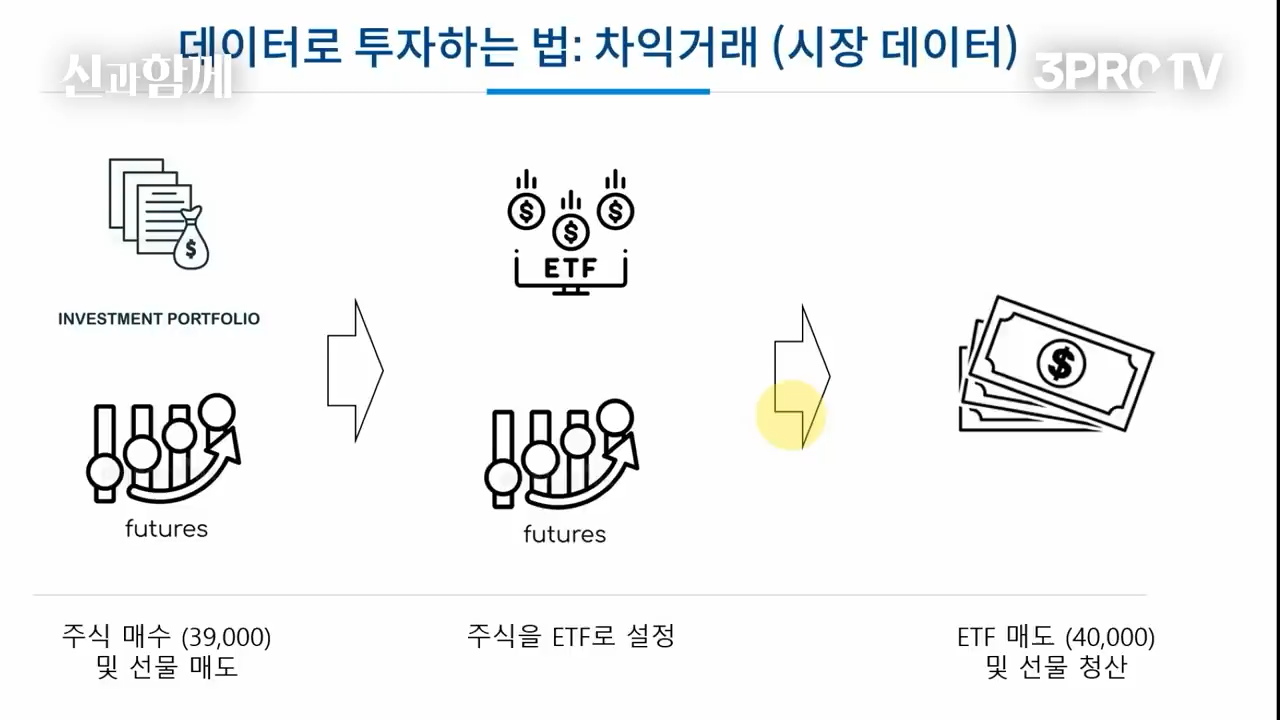 데이터로 투자하는 법: 차익거래 (시장 데이터)
신과함께
3PROTV
$
INVESTMENT PORTFOLIO
futures
$ $ $
ETF
futures
$
주식 매수 (39,000)
및 선물 매도
주식을 ETF로 설정
ETF 매도 (40,000)
및 선물 청산